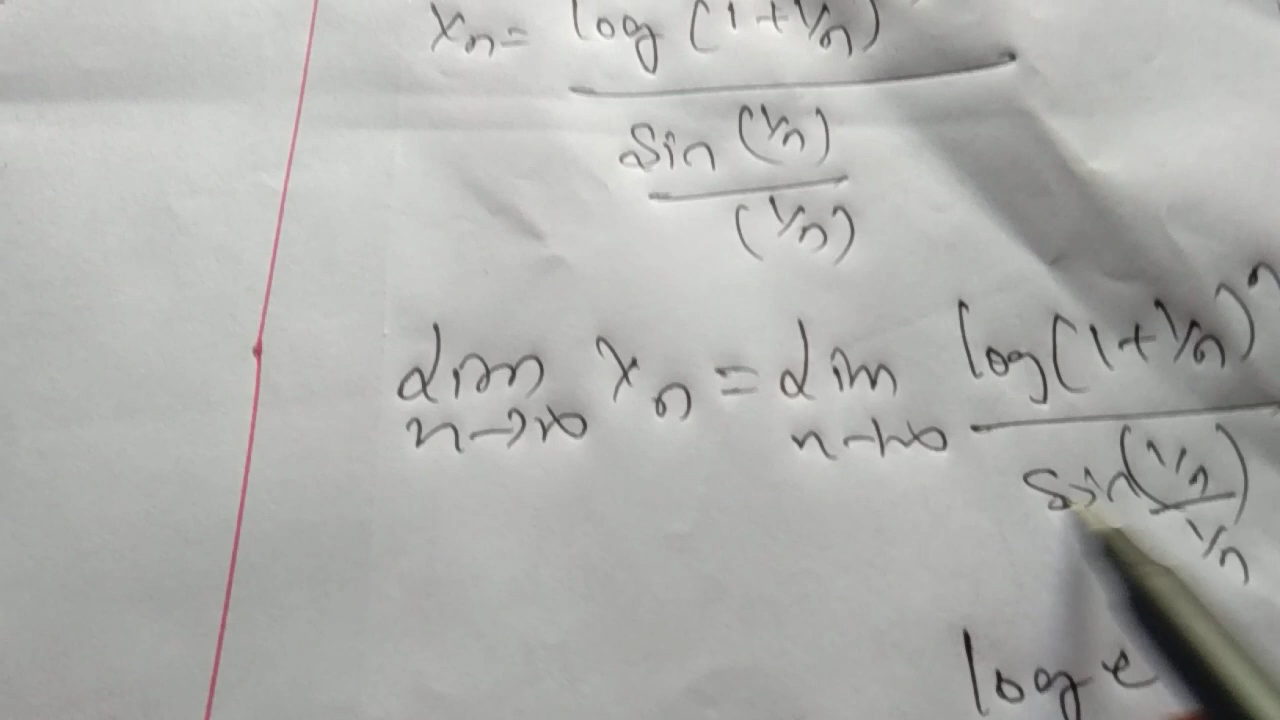 xn = log (1 + 1/n)
sin (1/n)
(1/n)
lim xn = lim log (1 + 1/n)^n
n→∞ n→∞
sin (1/n)
1/n
log e